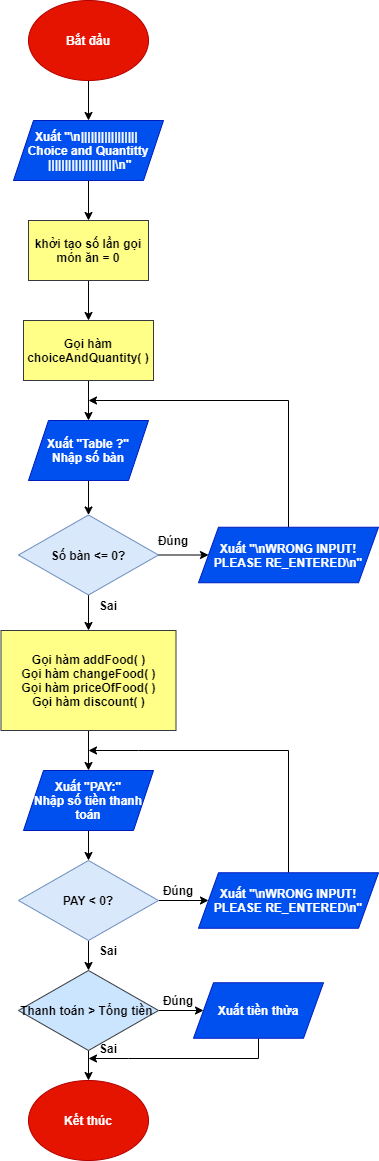 Bắt đầu
Xuất "\n|||||||||||||||||
Choice and Quantitty
||||||||||||||||||||\n"
khởi tạo số lần gọi
món ăn = 0
Gọi hàm
choiceAndQuantity( )
Xuất "Table ?"
Nhập số bàn
Số bàn <= 0?
Đúng
Xuất "\nWRONG INPUT!
PLEASE RE_ENTERED\n"
Sai
Gọi hàm addFood( )
Gọi hàm changeFood( )
Gọi hàm priceOfFood( )
Gọi hàm discount( )
Xuất "PAY:"
Nhập số tiền thanh
toán
PAY < 0?
Đúng
Xuất "\nWRONG INPUT!
PLEASE RE_ENTERED\n"
Sai
Thanh toán > Tổng tiền
Đúng
Xuất tiền thừa
Sai
Kết thúc